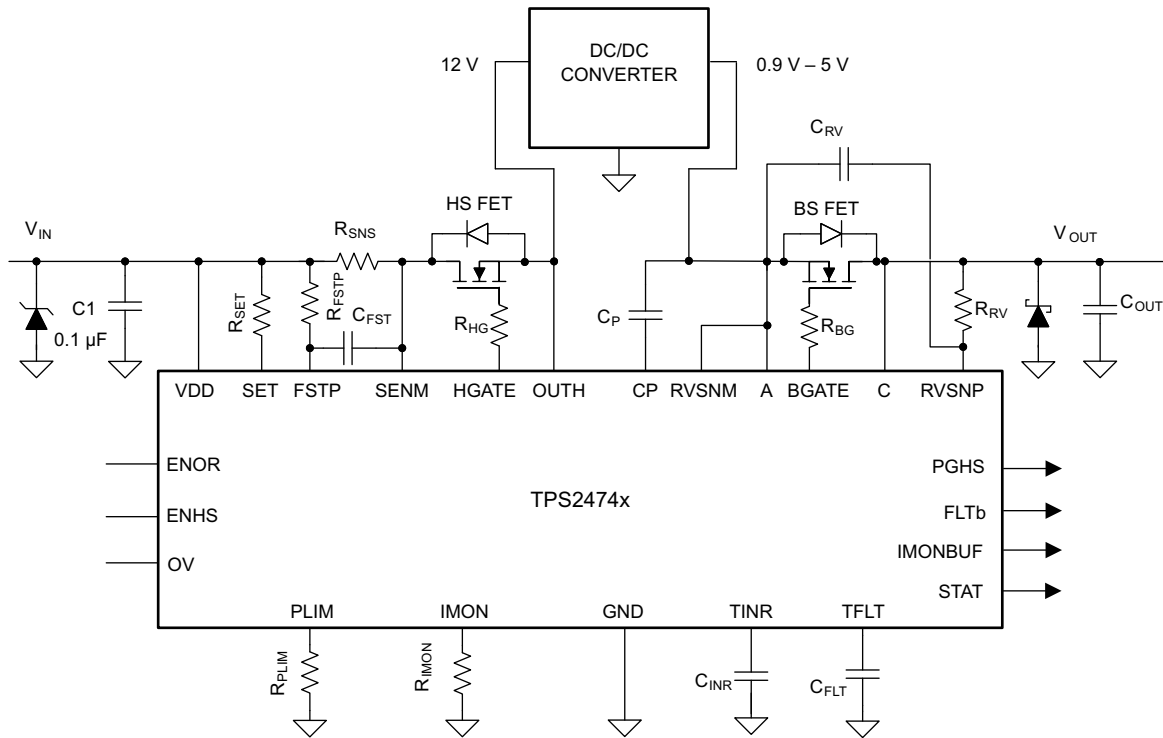 DC/DC
CONVERTER
12 V
0.9 V – 5 V
CRV
HS FET
BS FET
VIN
RSNS
VOUT
C1
0.1 µF
RSET
RFSTP
CFST
RHG
CP
RBG
RRV
COUT
VDD SET FSTP SENM HGATE OUTH CP RVSNM A BGATE C RVSNP
ENOR
ENHS
OV
TPS2474x
PGHS
FLTb
IMONBUF
STAT
PLIM IMON GND TINR TFLT
RPLIM
RIMON
CINR
CFLT